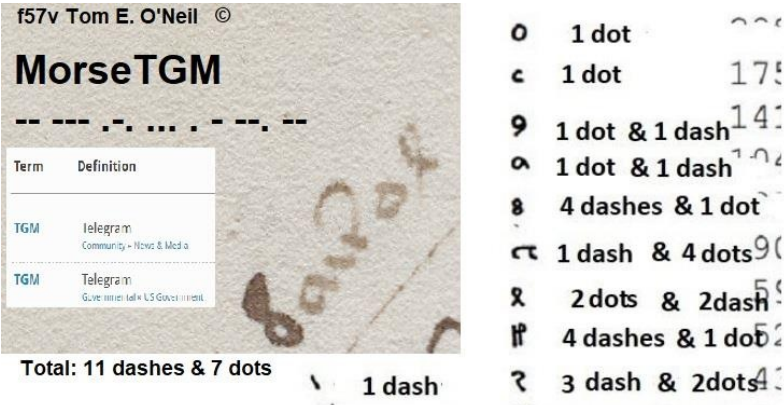 f57v Tom E. O'Neil ©
MorseTGM
-- --- .-. ... . - --. --
Term Definition
TGM Telegram
Community » News & Media
TGM Telegram
Governmental » US Government
Total: 11 dashes & 7 dots
1 dash
1 dot
1 dot
1 dot & 1 dash
1 dot & 1 dash
4 dashes & 1 dot
1 dash & 4 dots
2 dots & 2dash
4 dashes & 1 dot
3 dash & 2dots